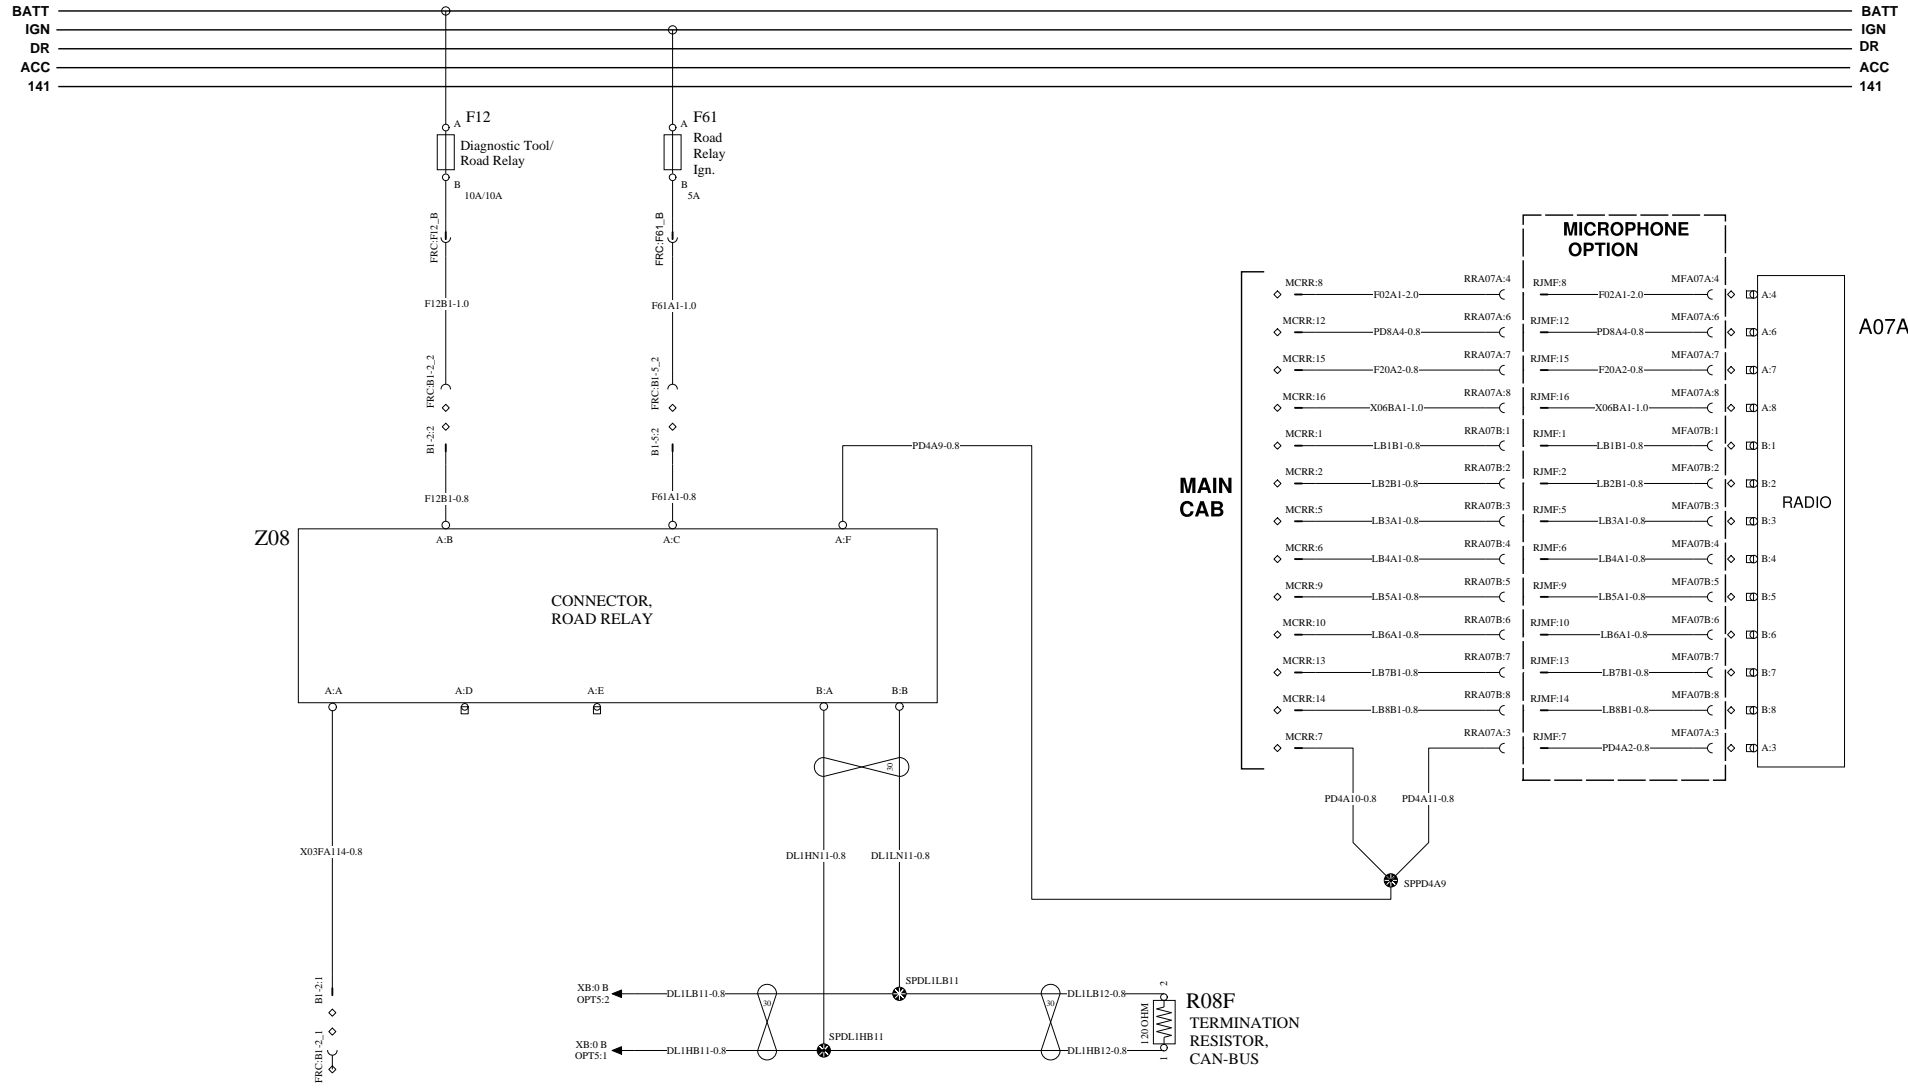 BATT
BATT
IGN
IGN
DR
DR
ACC
ACC
141
141
A
F12
Diagnostic Tool/
Road Relay
B
10A/10A
FRC:F12_B
F12B1-1.0
FRC:B1-2_2
B1-2:2
F12B1-0.8
A
F61
Road
Relay
Ign.
B
5A
FRC:F61_B
F61A1-1.0
FRC:B1-5_2
B1-5:2
F61A1-0.8
PD4A9-0.8
Z08
A:B
A:C
A:F
CONNECTOR,
ROAD RELAY
A:A
A:D
A:E
B:A
B:B
30
X03FA114-0.8
DL1HN11-0.8
DL1LN11-0.8
B1-2:1
FRC:B1-2_1
XB:0 B
OPT5:2
DL1LB11-0.8
30
SPDL1LB11
30
DL1LB12-0.8
2
XB:0 B
OPT5:1
DL1HB11-0.8
SPDL1HB11
DL1HB12-0.8
1
120 OHM
R08F
TERMINATION
RESISTOR,
CAN-BUS
MAIN
CAB
MICROPHONE
OPTION
MCRR:8
F02A1-2.0
RRA07A:4
RJMF:8
F02A1-2.0
MFA07A:4
A:4
MCRR:12
PD8A4-0.8
RRA07A:6
RJMF:12
PD8A4-0.8
MFA07A:6
A:6
A07A
MCRR:15
F20A2-0.8
RRA07A:7
RJMF:15
F20A2-0.8
MFA07A:7
A:7
MCRR:16
X06BA1-1.0
RRA07A:8
RJMF:16
X06BA1-1.0
MFA07A:8
A:8
MCRR:1
LB1B1-0.8
RRA07B:1
RJMF:1
LB1B1-0.8
MFA07B:1
B:1
MCRR:2
LB2B1-0.8
RRA07B:2
RJMF:2
LB2B1-0.8
MFA07B:2
B:2
RADIO
MCRR:5
LB3A1-0.8
RRA07B:3
RJMF:5
LB3A1-0.8
MFA07B:3
B:3
MCRR:6
LB4A1-0.8
RRA07B:4
RJMF:6
LB4A1-0.8
MFA07B:4
B:4
MCRR:9
LB5A1-0.8
RRA07B:5
RJMF:9
LB5A1-0.8
MFA07B:5
B:5
MCRR:10
LB6A1-0.8
RRA07B:6
RJMF:10
LB6A1-0.8
MFA07B:6
B:6
MCRR:13
LB7B1-0.8
RRA07B:7
RJMF:13
LB7B1-0.8
MFA07B:7
B:7
MCRR:14
LB8B1-0.8
RRA07B:8
RJMF:14
LB8B1-0.8
MFA07B:8
B:8
MCRR:7
RRA07A:3
RJMF:7
PD4A2-0.8
MFA07A:3
A:3
PD4A10-0.8
PD4A11-0.8
SPPD4A9